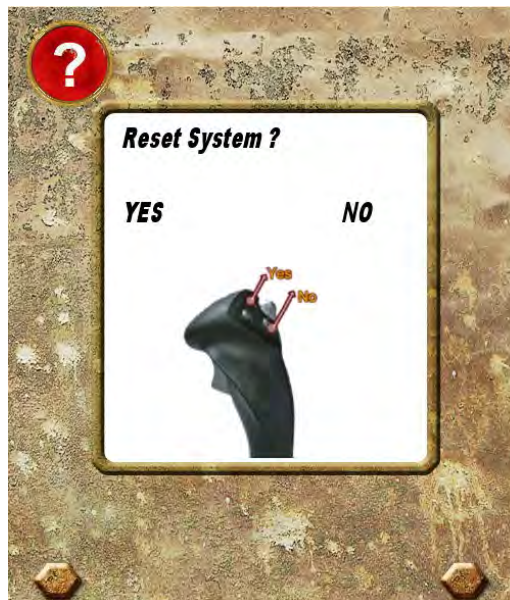 ?
Reset System ?
YES NO
Yes
No